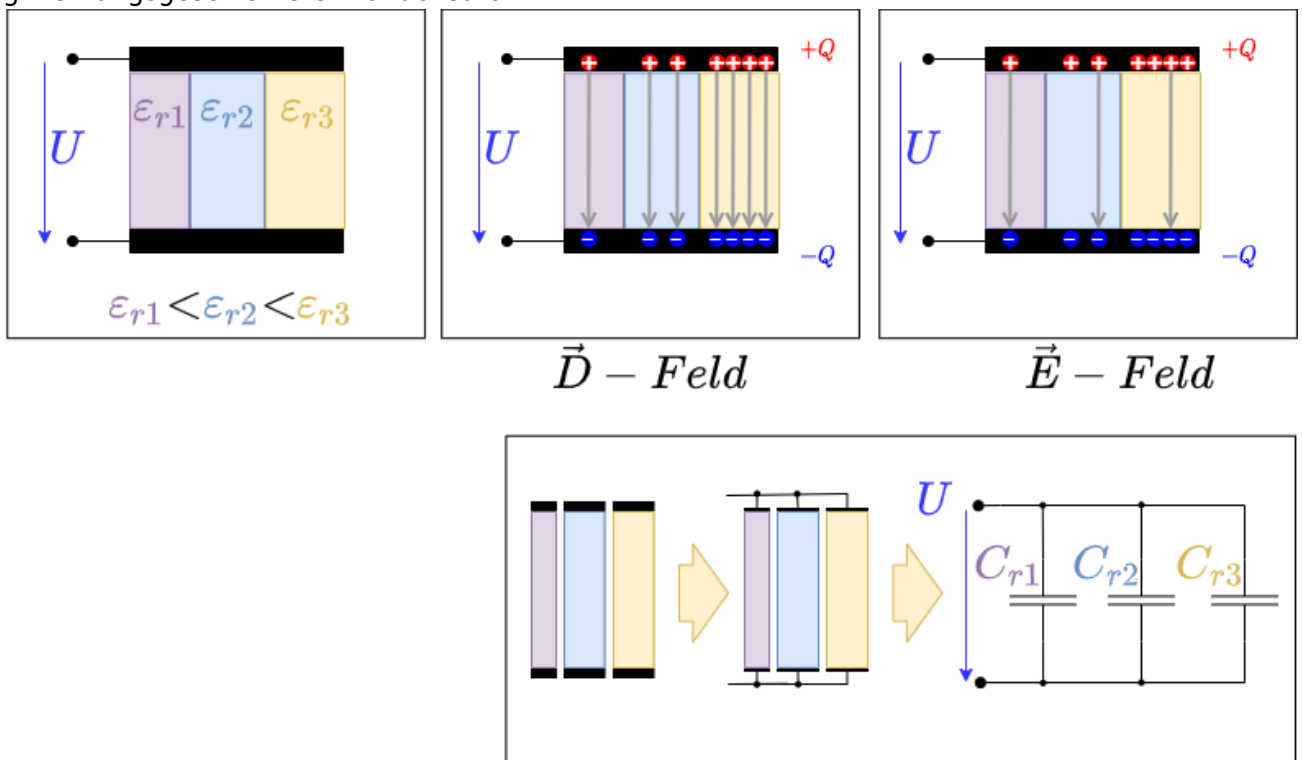 U
εr1 εr2 εr3
εr1<εr2<εr3
U
+Q
−Q
U
+Q
−Q
D⃗ − Feld
E⃗ − Feld
U
Cr1 Cr2 Cr3